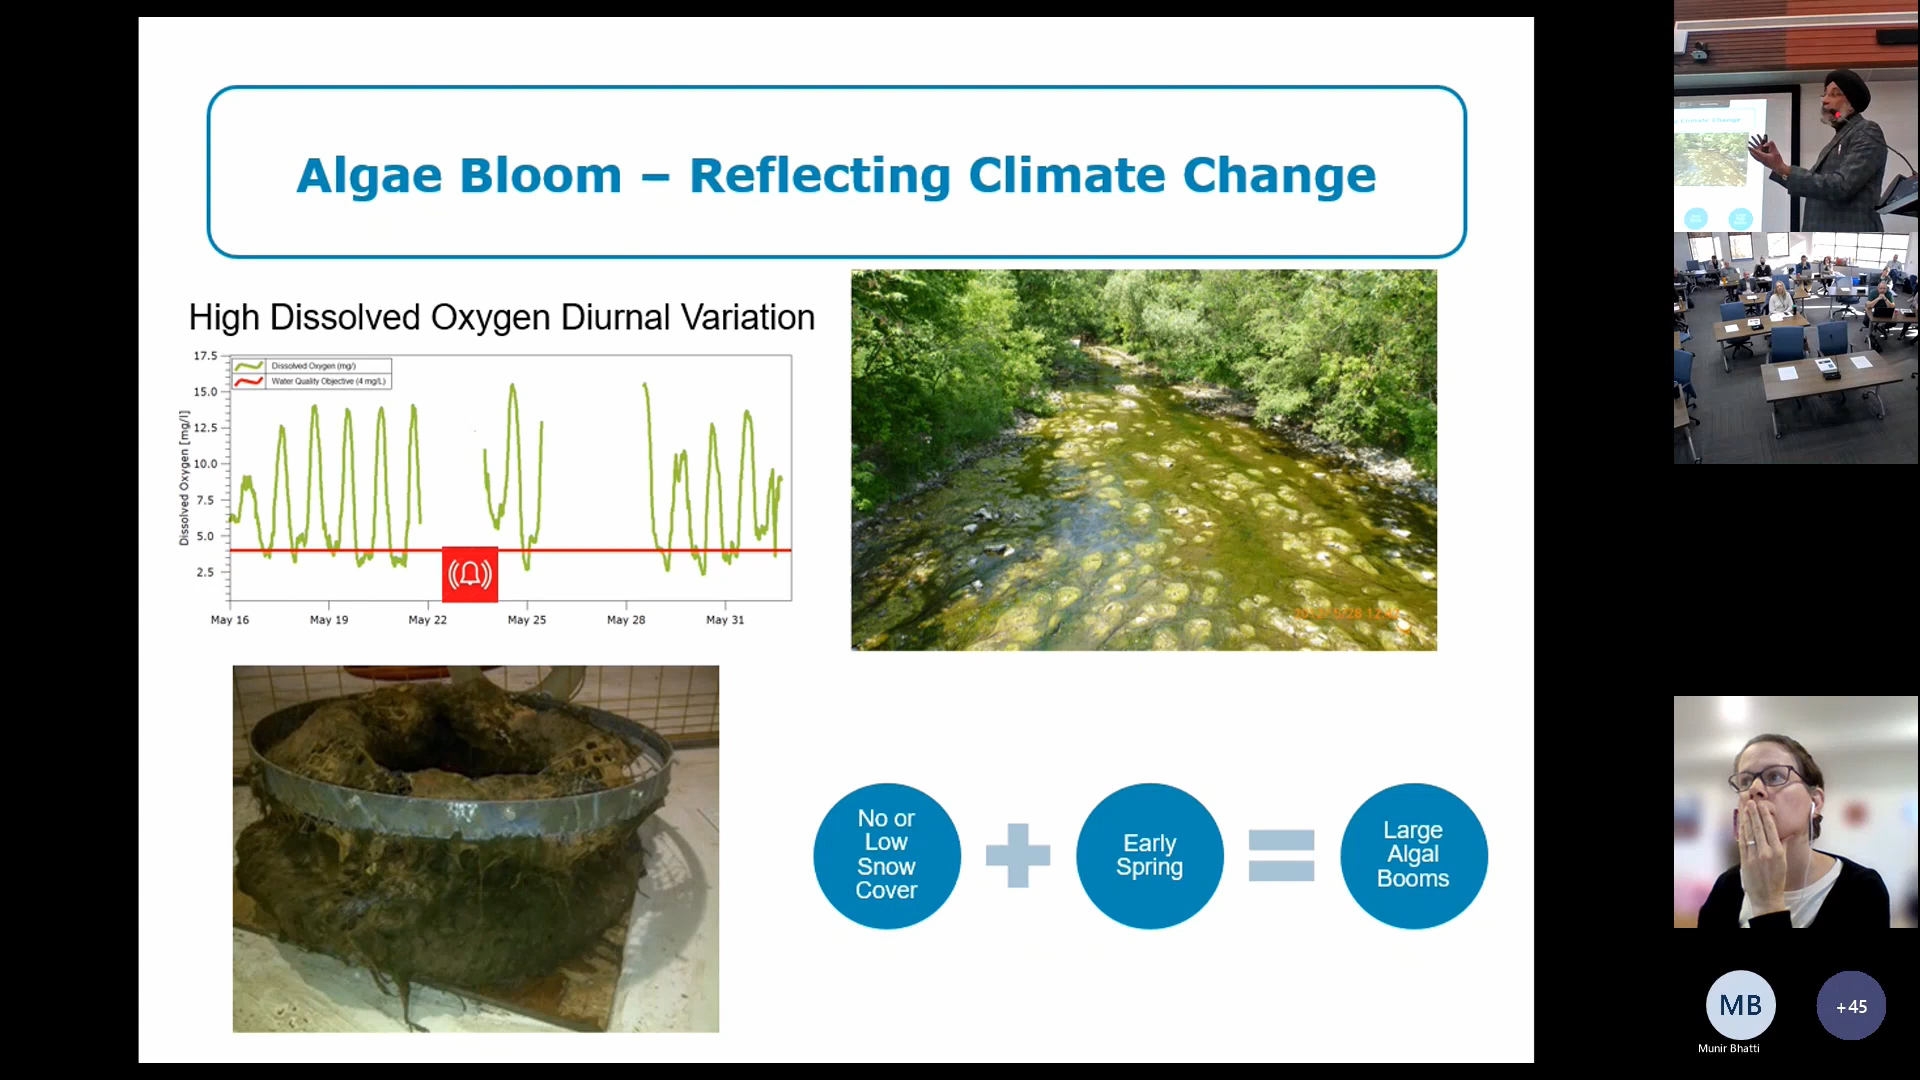 Algae Bloom – Reflecting Climate Change
High Dissolved Oxygen Diurnal Variation
Dissolved Oxygen (mg/)
Water Quality Objective (4 mg/L)
Dissolved Oxygen [mg/l]
17.5
15.0
12.5
10.0
7.5
5.0
2.5
May 16
May 19
May 22
May 25
May 28
May 31
No or
Low
Snow
Cover
Early
Spring
Large
Algal
Booms
Climate Change
MB
Munir Bhatti
+45